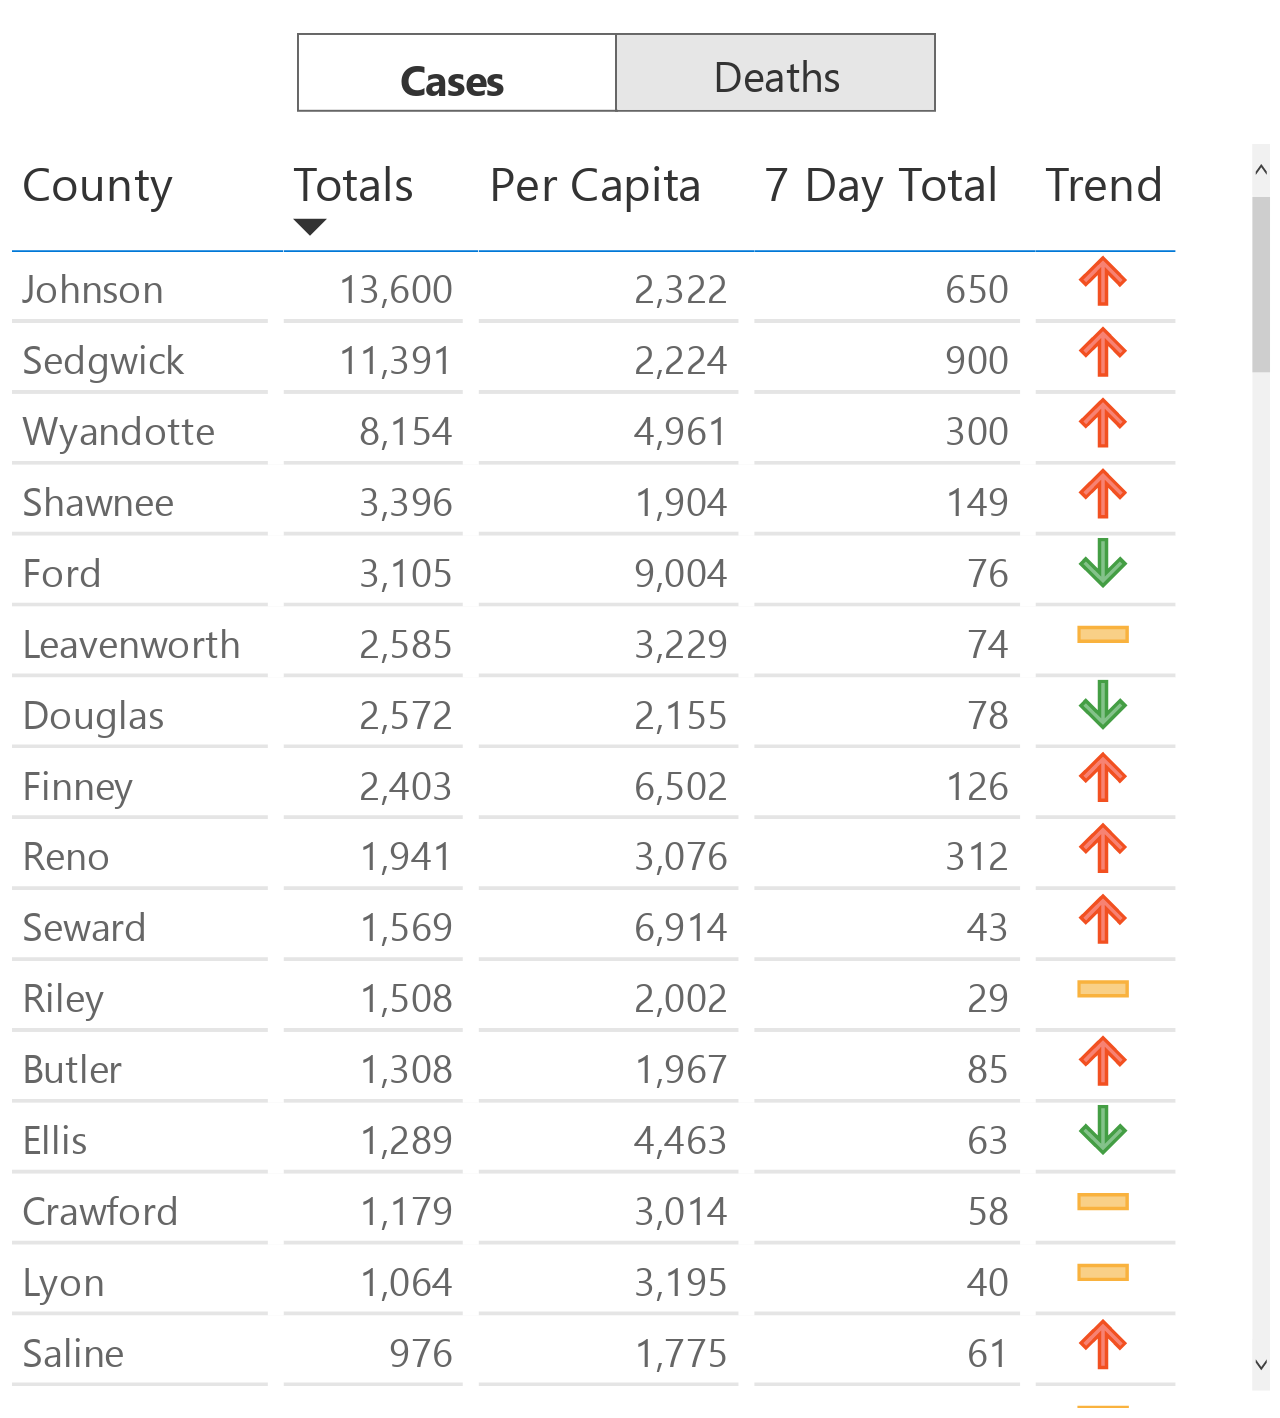 Cases Deaths
County Totals Per Capita 7 Day Total Trend
Johnson 13,600 2,322 650
Sedgwick 11,391 2,224 900
Wyandotte 8,154 4,961 300
Shawnee 3,396 1,904 149
Ford 3,105 9,004 76
Leavenworth 2,585 3,229 74
Douglas 2,572 2,155 78
Finney 2,403 6,502 126
Reno 1,941 3,076 312
Seward 1,569 6,914 43
Riley 1,508 2,002 29
Butler 1,308 1,967 85
Ellis 1,289 4,463 63
Crawford 1,179 3,014 58
Lyon 1,064 3,195 40
Saline 976 1,775 61